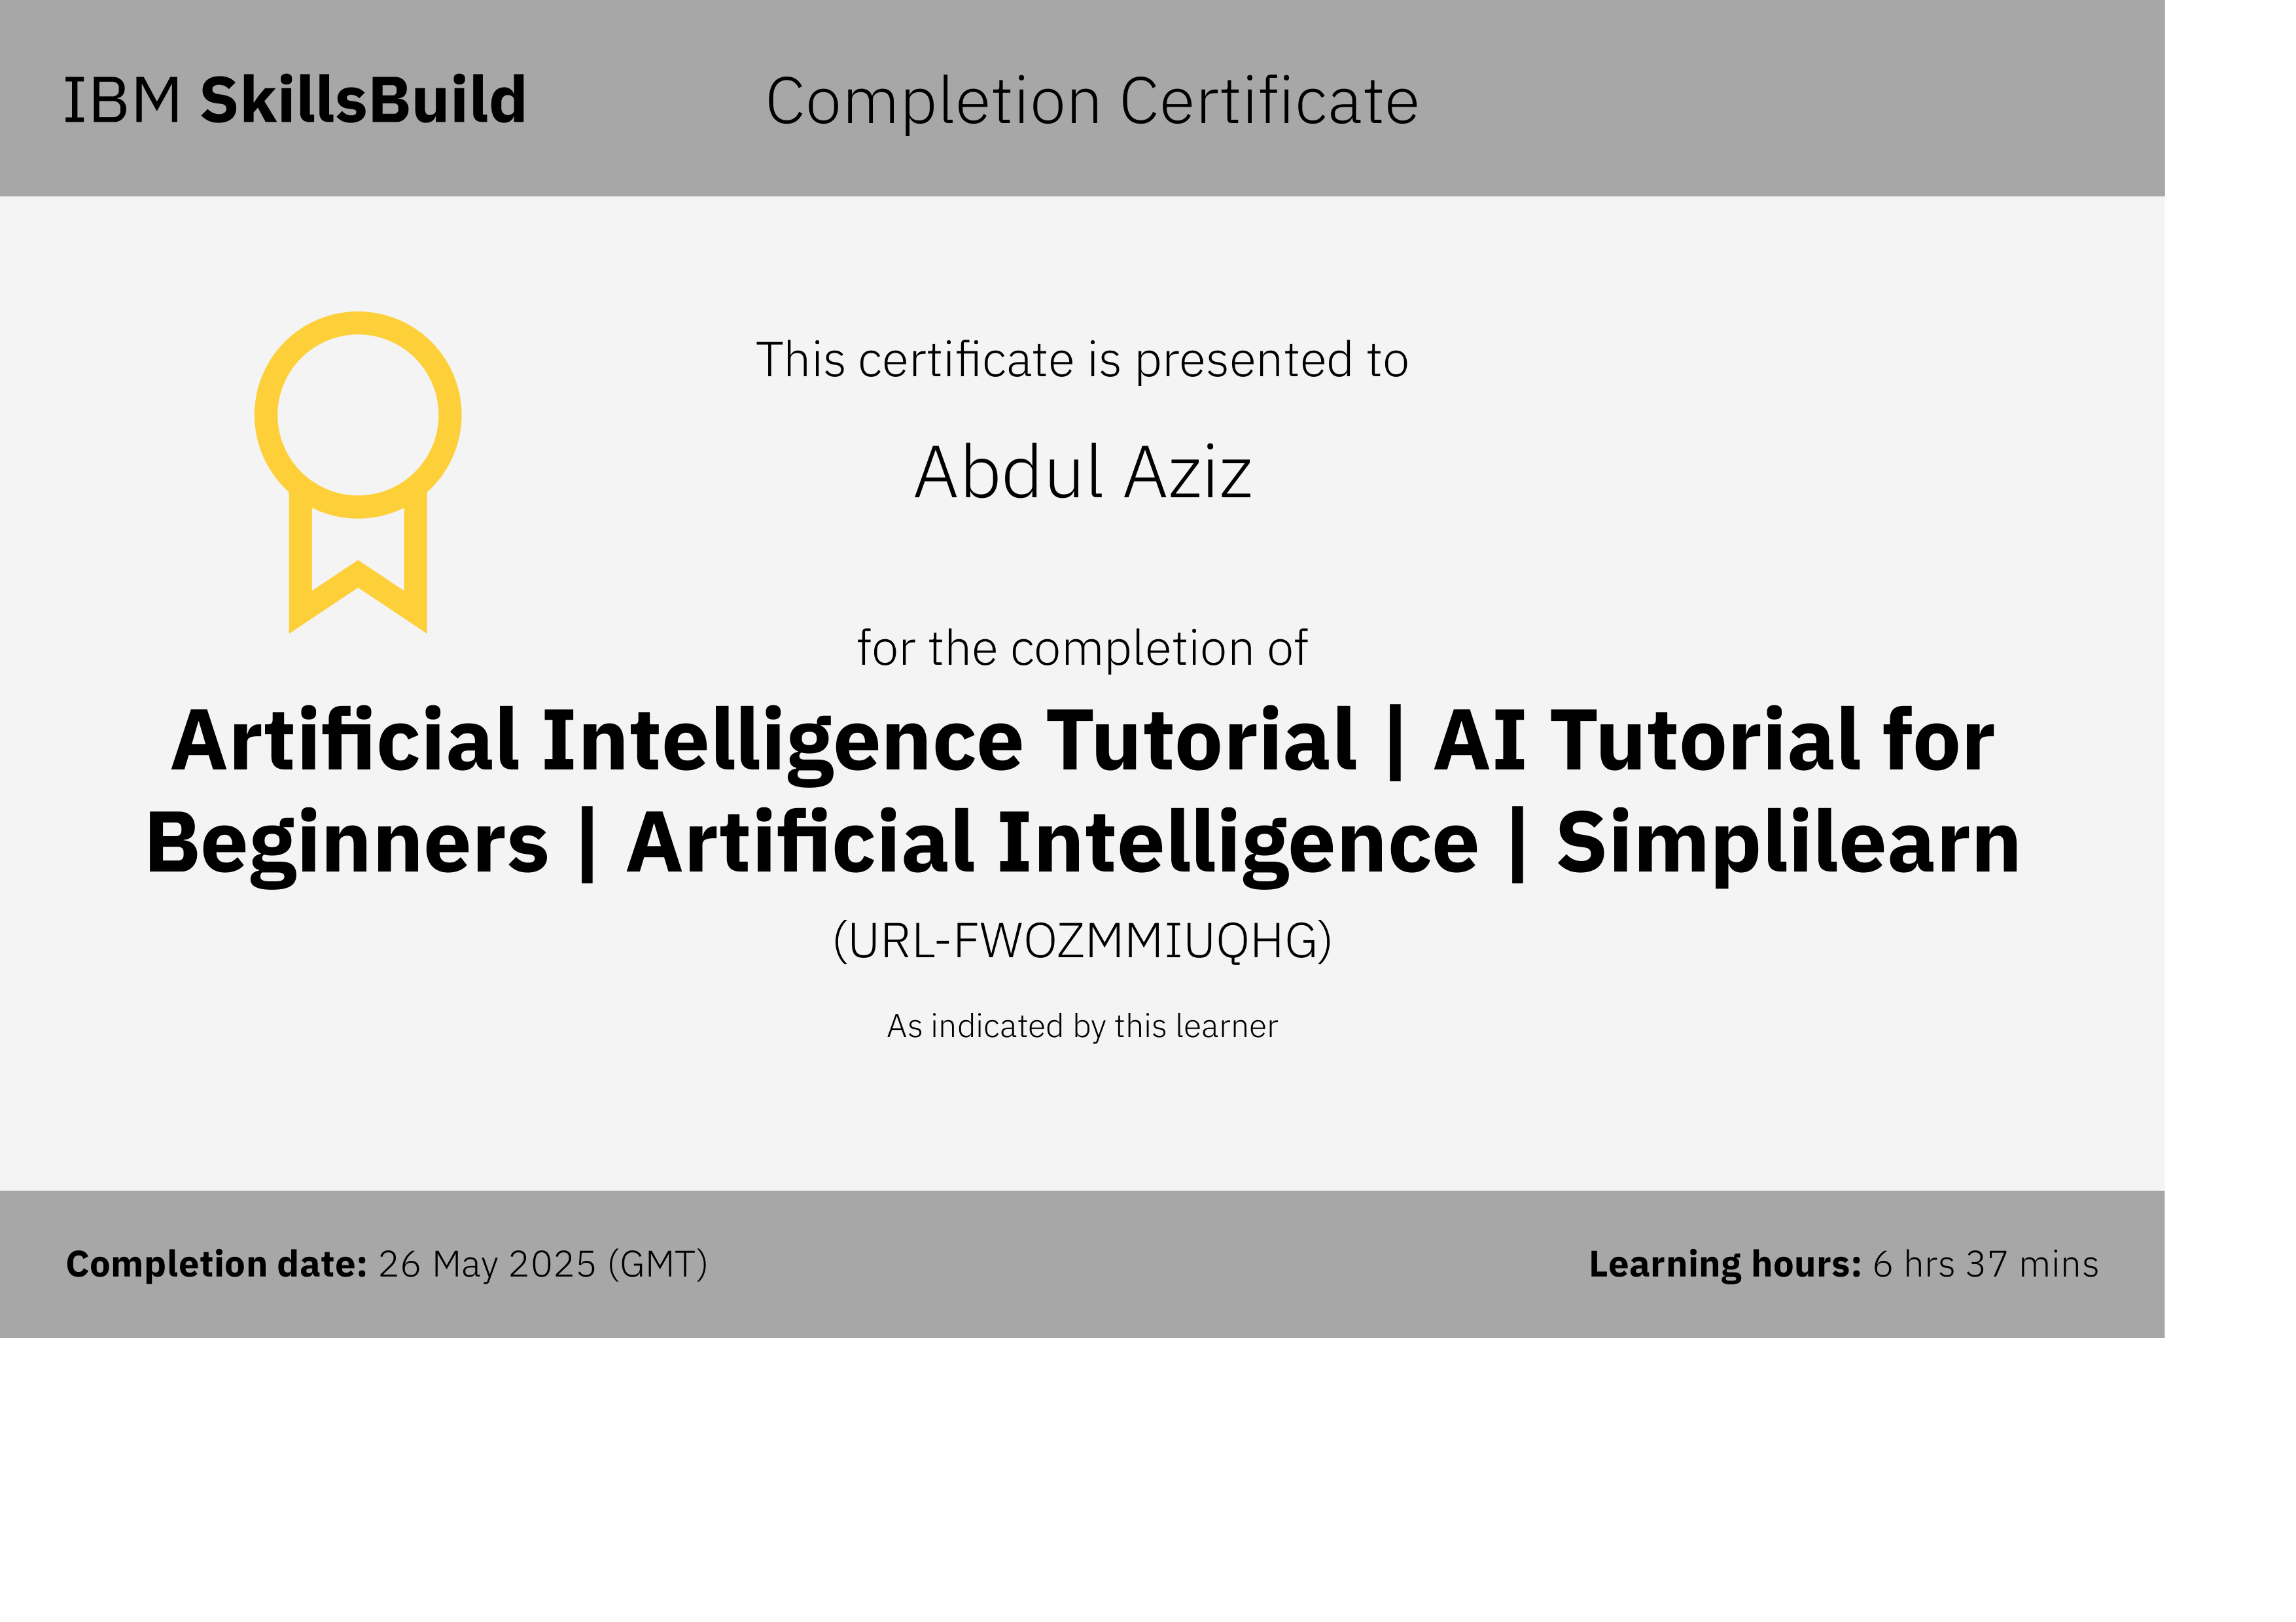 IBM SkillsBuild
Completion Certificate
This certificate is presented to
Abdul Aziz
for the completion of
Artificial Intelligence Tutorial | AI Tutorial for
Beginners | Artificial Intelligence | Simplilearn
(URL-FWOZMMIUQHG)
As indicated by this learner
Completion date: 26 May 2025 (GMT)
Learning hours: 6 hrs 37 mins